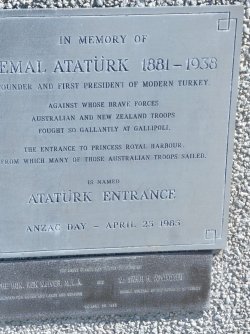 IN MEMORY OF
EMAL ATATÜRK 1881–1938
OUNDER AND FIRST PRESIDENT OF MODERN TURKEY.
AGAINST WHOSE BRAVE FORCES
AUSTRALIAN AND NEW ZEALAND TROOPS
FOUGHT SO GALLANTLY AT GALLIPOLI.
THE ENTRANCE TO PRINCESS ROYAL HARBOUR,
FROM WHICH MANY OF THOSE AUSTRALIAN TROOPS SAILED,
IS NAMED
ATATÜRK ENTRANCE
ANZAC DAY – APRIL 25 1985